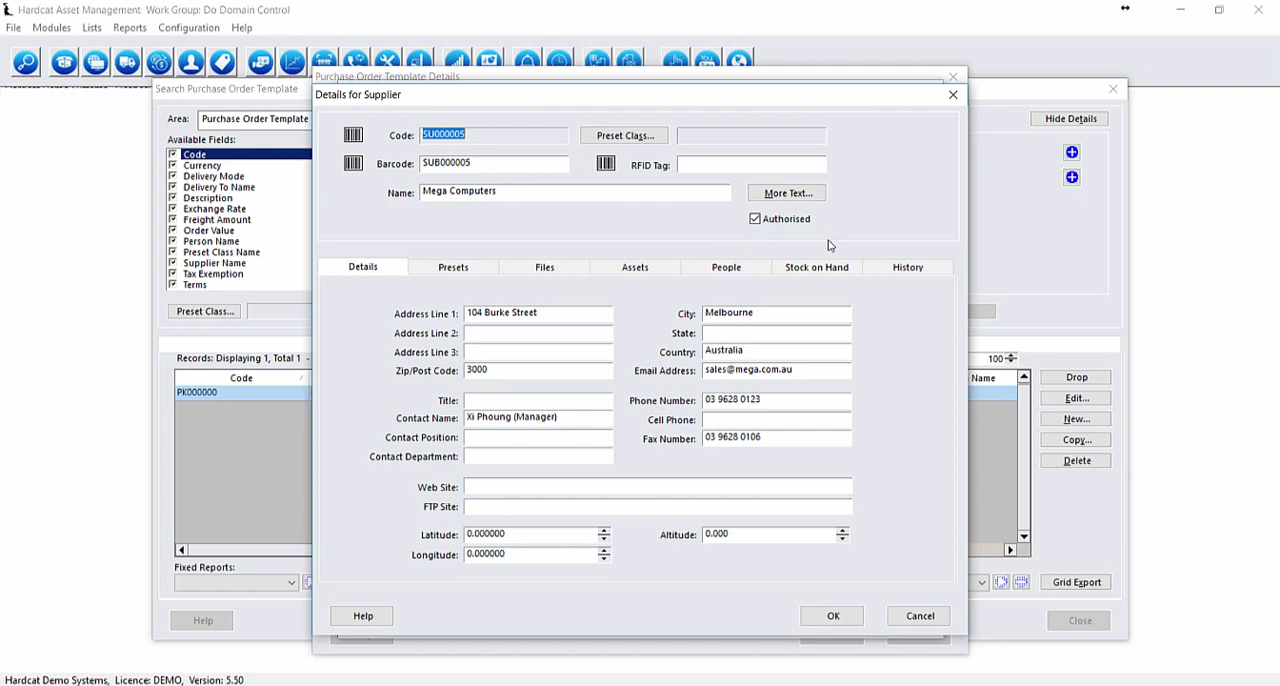 Hardcat Asset Management Work Group: Do Domain Control
File Modules Lists Reports Configuration Help
Purchase Order Template Details
Search Purchase Order Template
Details for Supplier
Area: Purchase Order Template
Hide Details
Available Fields:
Code
Currency
Delivery Mode
Delivery To Name
Description
Exchange Rate
Freight Amount
Order Value
Person Name
Preset Class Name
Supplier Name
Tax Exemption
Terms
Preset Class...
Records: Displaying 1, Total 1 -
100
Code
Name
PK000000
Drop
Edit...
New...
Copy...
Delete
Fixed Reports:
Grid Export
Help
Close
Code: SU000005
Preset Class...
Barcode: SUB000005
RFID Tag:
Name: Mega Computers
More Text...
Authorised
Details Presets Files Assets People Stock on Hand History
Address Line 1: 104 Burke Street
City: Melbourne
Address Line 2:
State:
Address Line 3:
Country: Australia
Zip/Post Code: 3000
Email Address: sales@mega.com.au
Title:
Phone Number: 03 9628 0123
Contact Name: Xi Phoung (Manager)
Cell Phone:
Contact Position:
Fax Number: 03 9628 0106
Contact Department:
Web Site:
FTP Site:
Latitude: 0.000000
Altitude: 0.000
Longitude: 0.000000
Help
OK
Cancel
Hardcat Demo Systems, Licence: DEMO, Version: 5.50